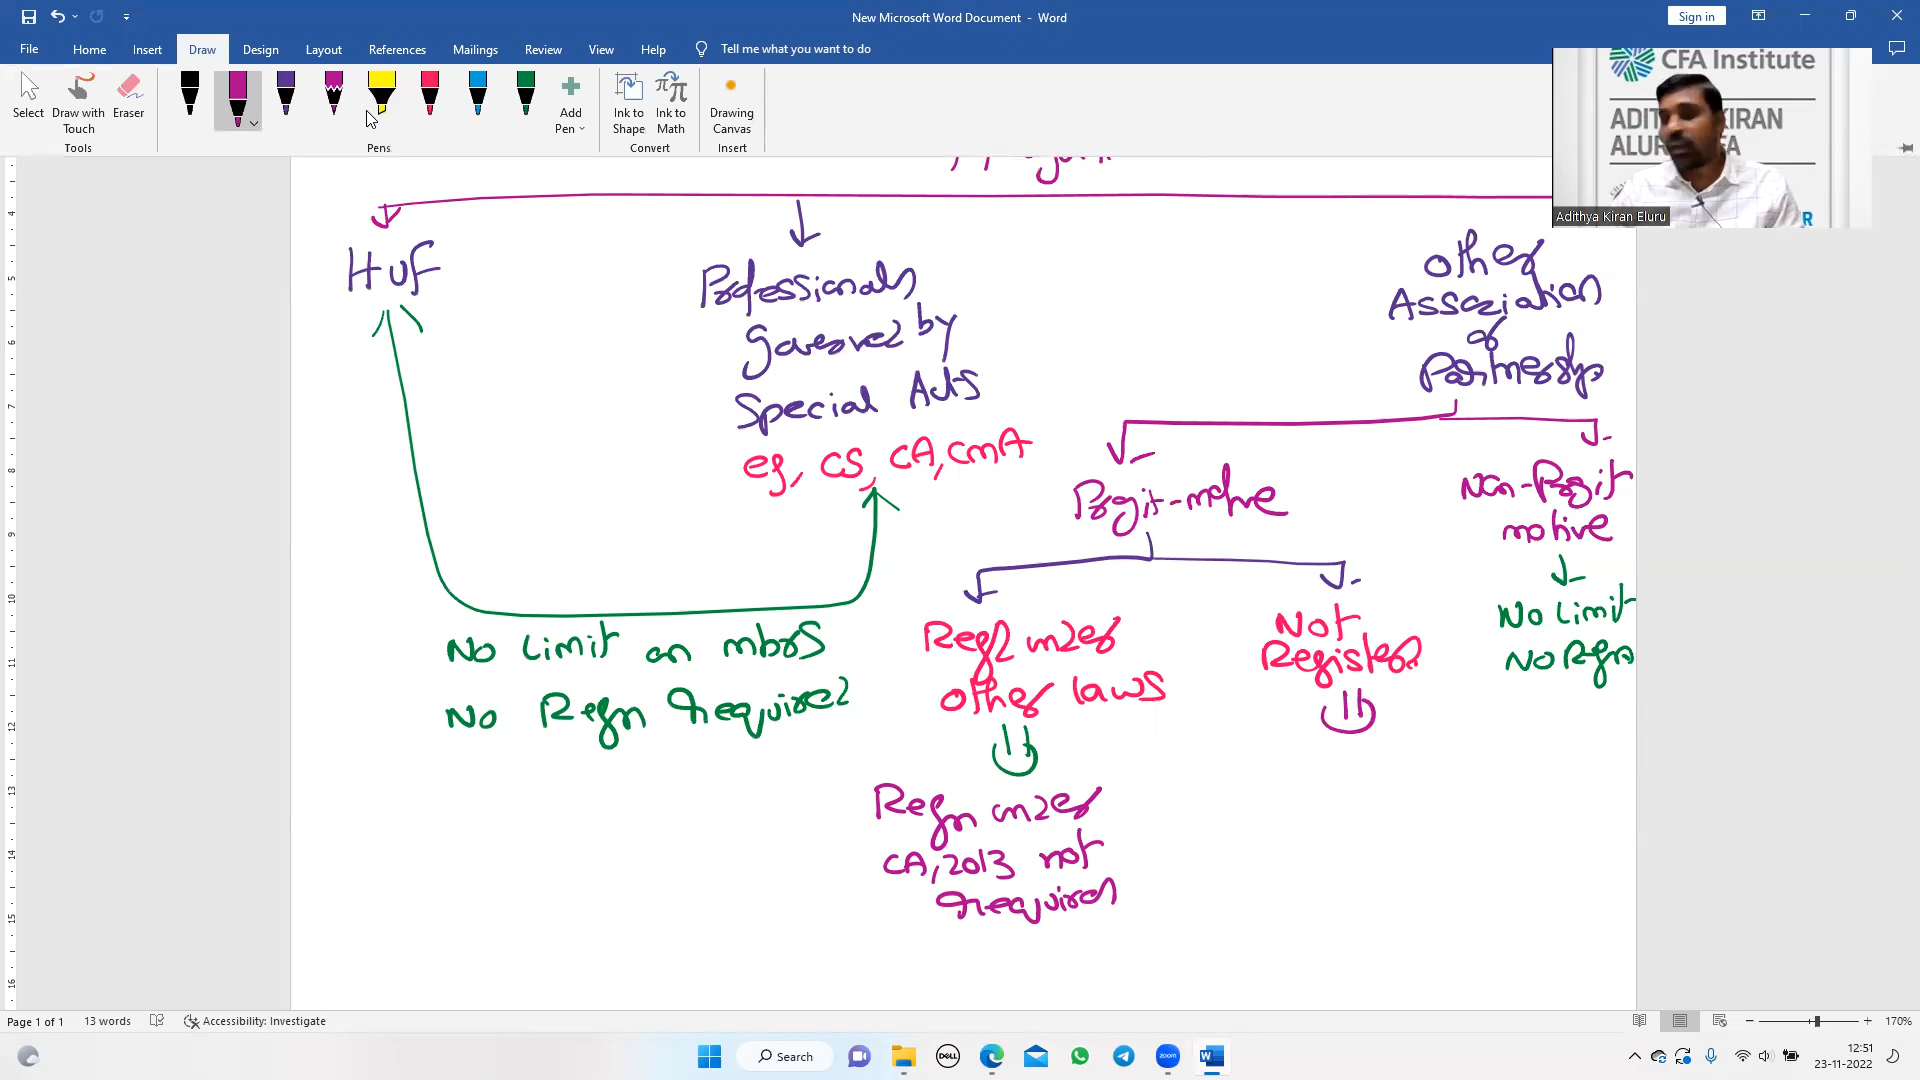 New Microsoft Word Document - Word
Sign in
File Home Insert Draw Design Layout References Mailings Review View Help Tell me what you want to do
Select Draw with Touch Eraser
Add Pen
Ink to Shape Ink to Math
Drawing Canvas
Tools Pens Convert Insert
CFA Institute
Adithya Kiran Eluru
HUF
Professionals
Governed by
Special Acts
eg, CS, CA, CMA
Other
Association
of
Partnership
Profit-motive
Non-Profit
motive
No Limit
No Regn
Regd under
other laws
Not
Register
No Limit on mbrs
No Regn required
Regn under
CA, 2013 not
required
Page 1 of 1 13 words Accessibility: Investigate 170%
Search
DELL
zoom
12:51
23-11-2022